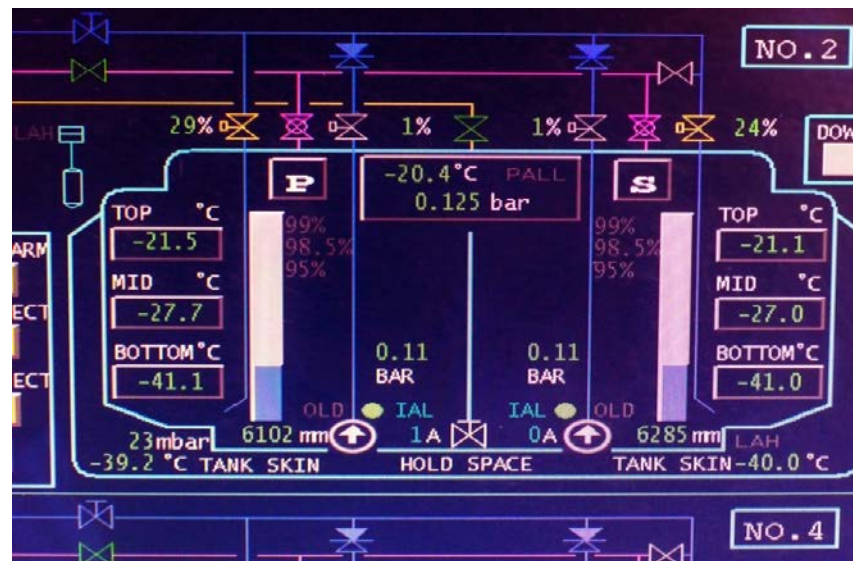 NO.2
LAH
29%
1%
1%
24%
DOW
P
-20.4°C PALL
0.125 bar
S
TOP °C
-21.5
99%
98.5%
95%
99%
98.5%
95%
TOP °C
-21.1
ARM
MID °C
-27.7
MID °C
-27.0
ECT
BOTTOM°C
-41.1
0.11
BAR
0.11
BAR
BOTTOM°C
-41.0
ECT
OLD
IAL
IAL
OLD
23mbar
6102 mm
1A
0A
6285 mm
LAH
-39.2 °C TANK SKIN
HOLD SPACE
TANK SKIN-40.0°C
NO.4